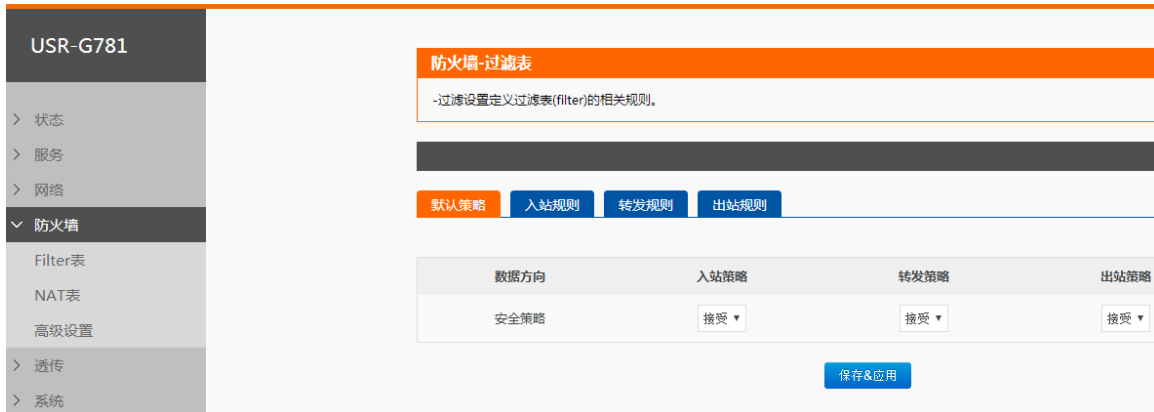 USR-G781
状态
服务
网络
防火墙
Filter表
NAT表
高级设置
透传
系统
防火墙-过滤表
-过滤设置定义过滤表(filter)的相关规则。
默认策略 入站规则 转发规则 出站规则
数据方向 入站策略 转发策略 出站策略
安全策略 接受 接受 接受
保存&应用